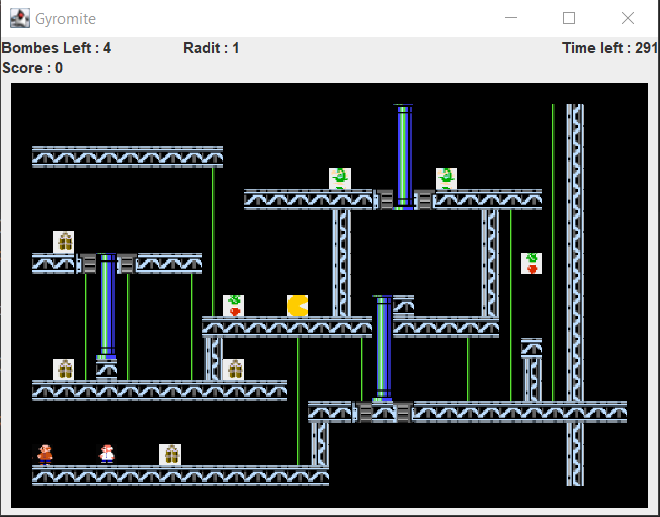 Gyromite
Bombes Left : 4 Radit : 1 Time left : 291
Score : 0